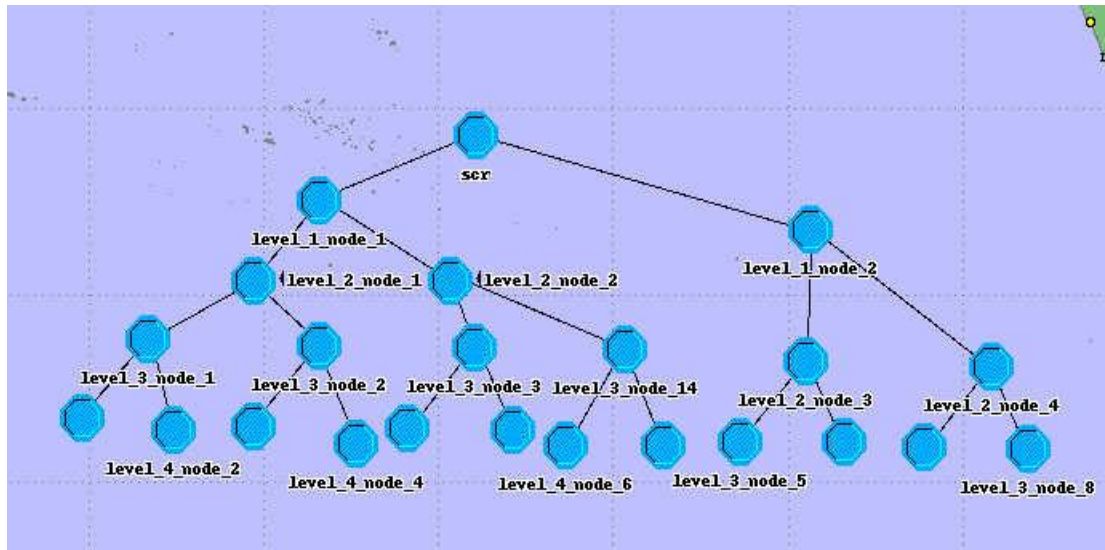 scr
level_1_node_1
level_1_node_2
level_2_node_1
level_2_node_2
level_3_node_1
level_3_node_2
level_3_node_3
level_3_node_14
level_2_node_3
level_2_node_4
level_4_node_2
level_4_node_4
level_4_node_6
level_3_node_5
level_3_node_8